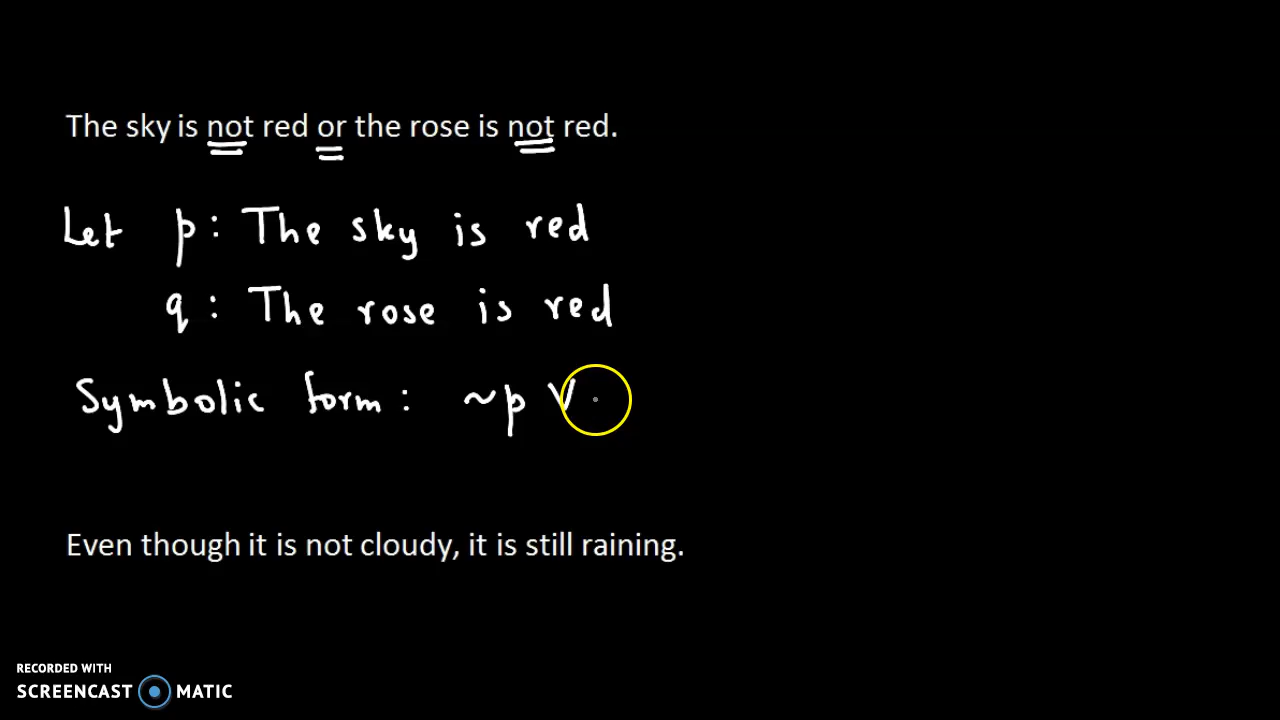 The sky is not red or the rose is not red.
Let p: The sky is red
q: The rose is red
Symbolic form: ~p V
Even though it is not cloudy, it is still raining.
RECORDED WITH
SCREENCAST MATIC